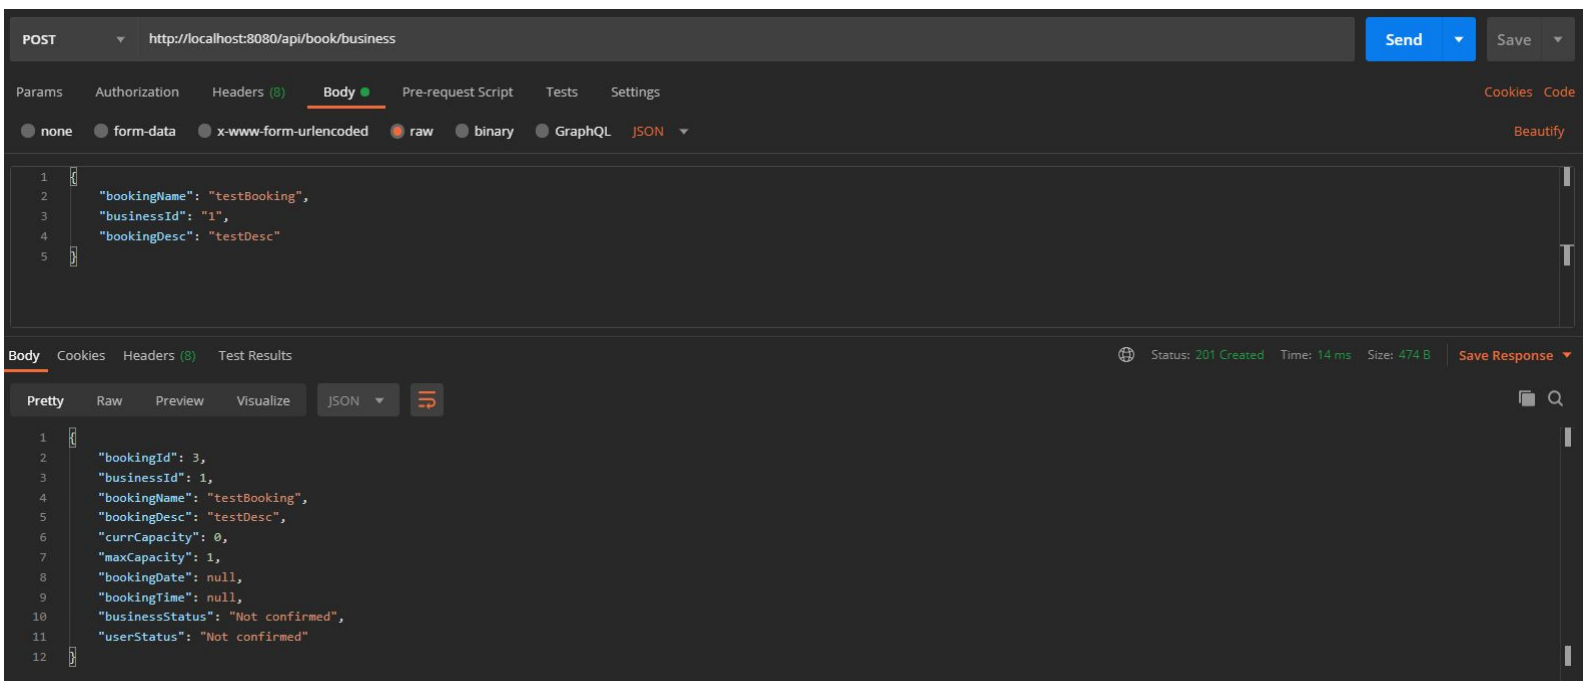 POST http://localhost:8080/api/book/business Send Save
Params Authorization Headers (8) Body Pre-request Script Tests Settings Cookies Code
none form-data x-www-form-urlencoded raw binary GraphQL JSON Beautify
1 {
2 "bookingName": "testBooking",
3 "businessId": "1",
4 "bookingDesc": "testDesc"
5 }
Body Cookies Headers (8) Test Results Status: 201 Created Time: 14 ms Size: 474 B Save Response
Pretty Raw Preview Visualize JSON
1 {
2 "bookingId": 3,
3 "businessId": 1,
4 "bookingName": "testBooking",
5 "bookingDesc": "testDesc",
6 "currCapacity": 0,
7 "maxCapacity": 1,
8 "bookingDate": null,
9 "bookingTime": null,
10 "businessStatus": "Not confirmed",
11 "userStatus": "Not confirmed"
12 }